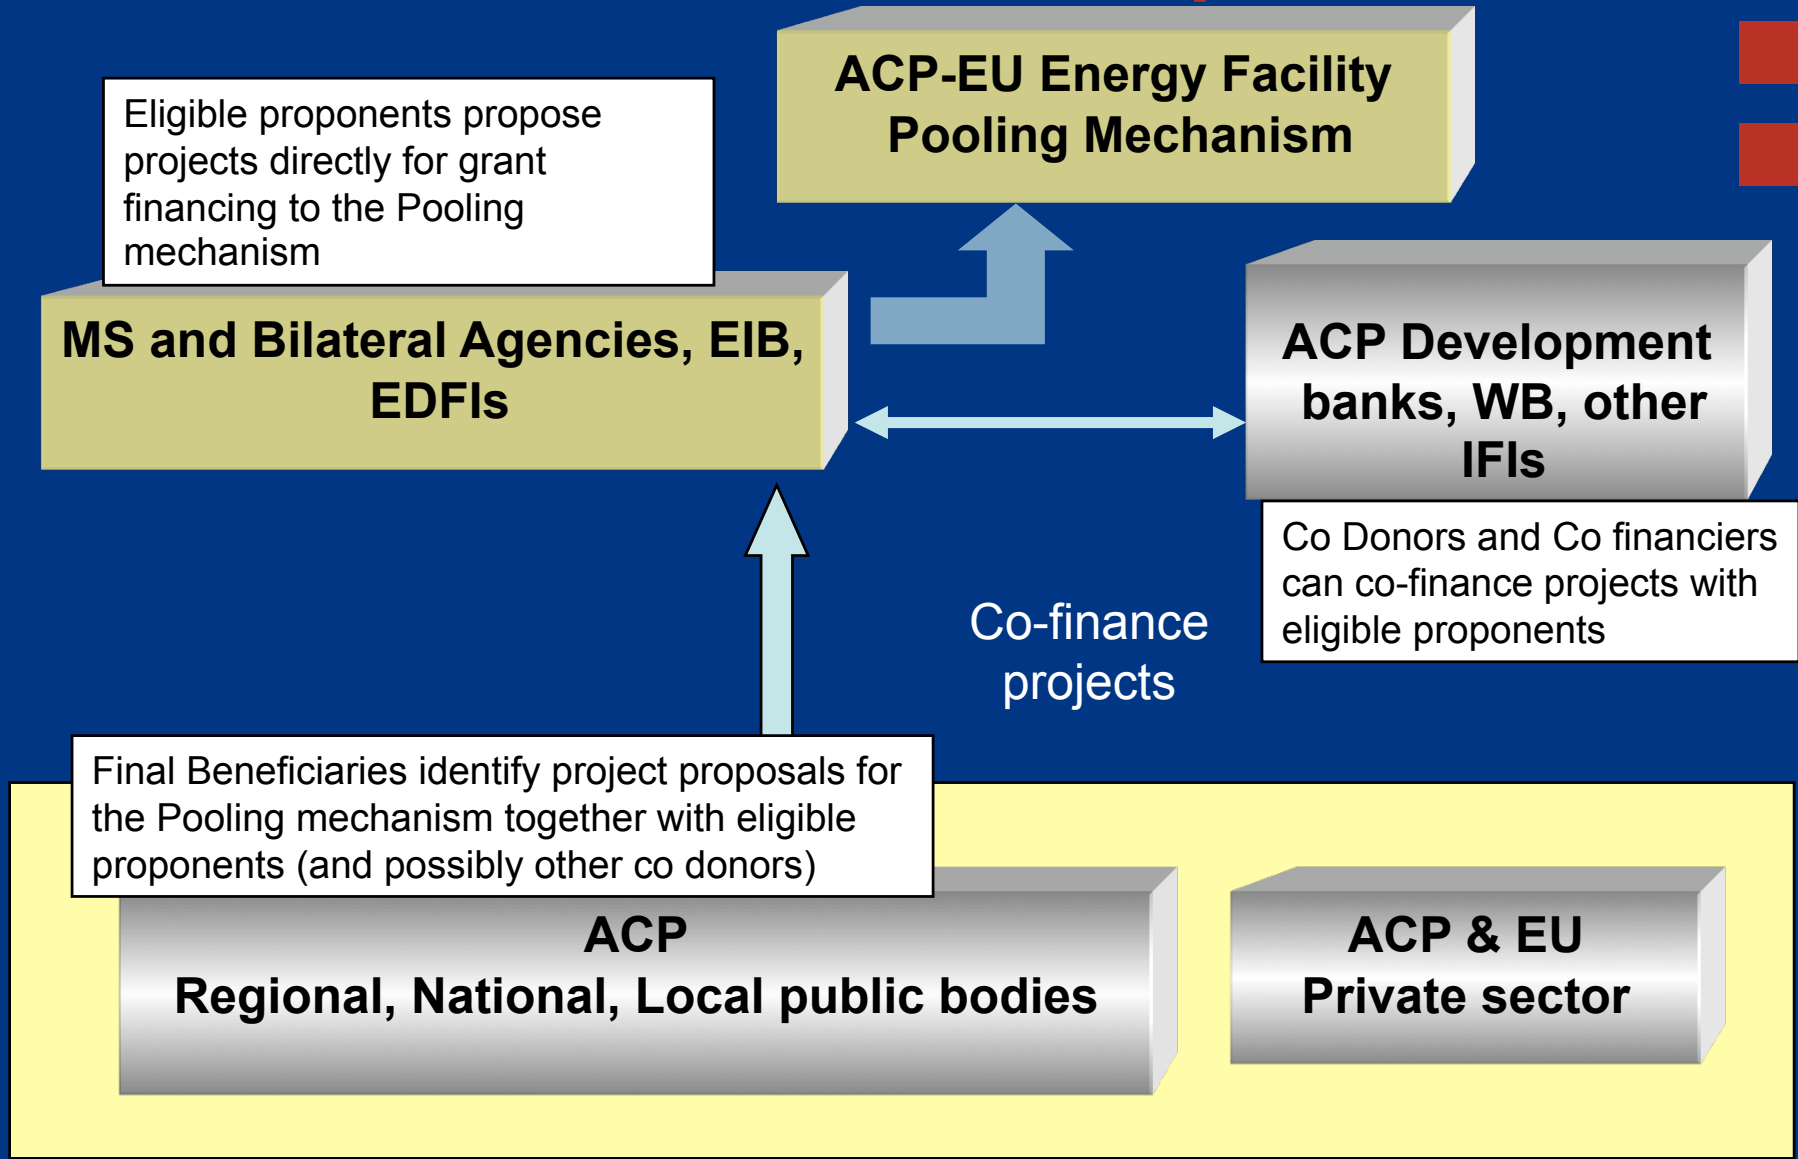 ACP-EU Energy Facility
Pooling Mechanism
Eligible proponents propose
projects directly for grant
financing to the Pooling
mechanism
MS and Bilateral Agencies, EIB,
EDFIs
ACP Development
banks, WB, other
IFIs
Co Donors and Co financiers
can co-finance projects with
eligible proponents
Co-finance
projects
Final Beneficiaries identify project proposals for
the Pooling mechanism together with eligible
proponents (and possibly other co donors)
ACP
Regional, National, Local public bodies
ACP & EU
Private sector